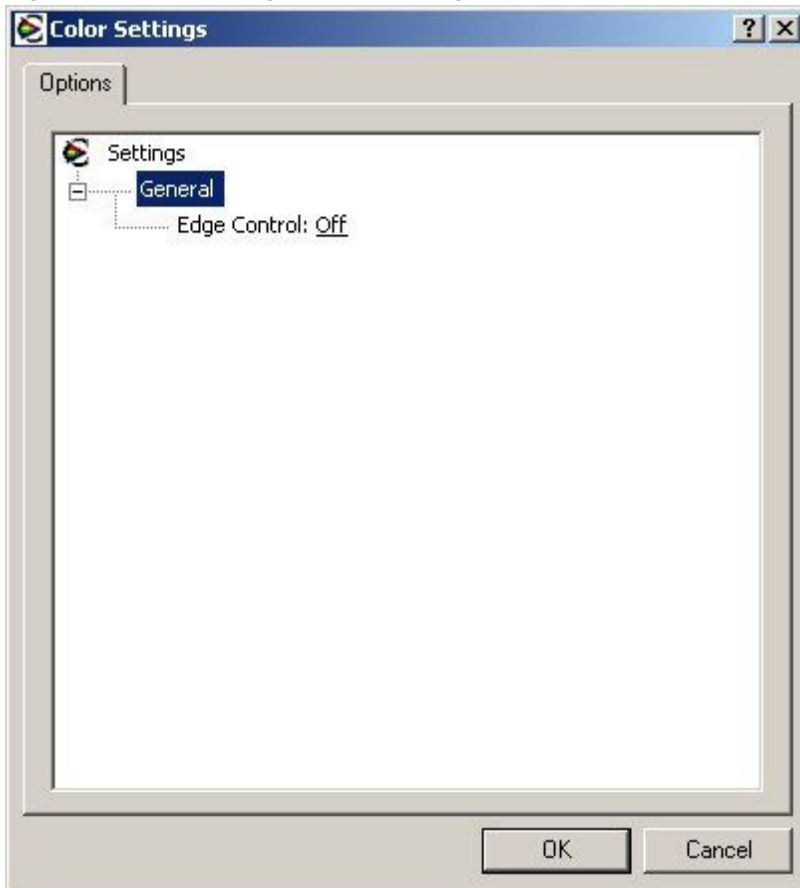 Color Settings
Options
Settings
General
Edge Control: Off
OK
Cancel